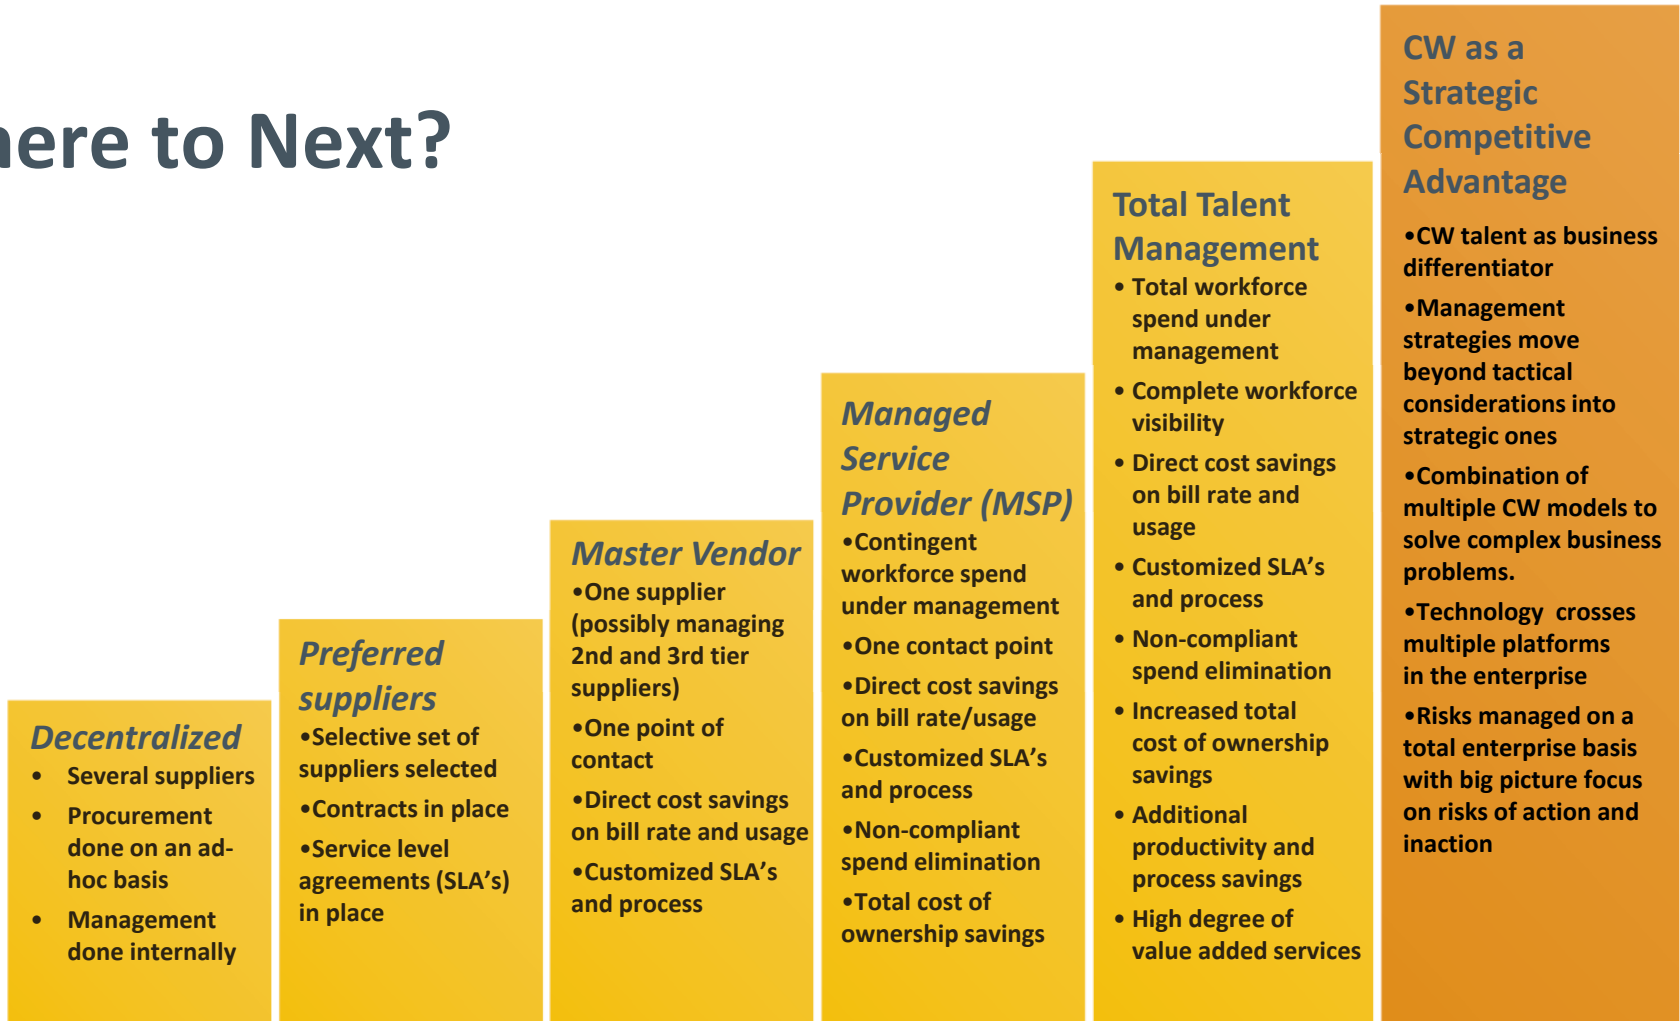 here to Next?
Decentralized
• Several suppliers
• Procurement
done on an ad-
hoc basis
• Management
done internally
Preferred
suppliers
•Selective set of
suppliers selected
•Contracts in place
•Service level
agreements (SLA’s)
in place
Master Vendor
•One supplier
(possibly managing
2nd and 3rd tier
suppliers)
•One point of
contact
•Direct cost savings
on bill rate and usage
•Customized SLA’s
and process
Managed
Service
Provider (MSP)
•Contingent
workforce spend
under management
•One contact point
•Direct cost savings
on bill rate/usage
•Customized SLA’s
and process
•Non-compliant
spend elimination
•Total cost of
ownership savings
Total Talent
Management
• Total workforce
spend under
management
• Complete workforce
visibility
• Direct cost savings
on bill rate and
usage
• Customized SLA’s
and process
• Non-compliant
spend elimination
• Increased total
cost of ownership
savings
• Additional
productivity and
process savings
• High degree of
value added services
CW as a
Strategic
Competitive
Advantage
•CW talent as business
differentiator
•Management
strategies move
beyond tactical
considerations into
strategic ones
•Combination of
multiple CW models to
solve complex business
problems.
•Technology crosses
multiple platforms
in the enterprise
•Risks managed on a
total enterprise basis
with big picture focus
on risks of action and
inaction